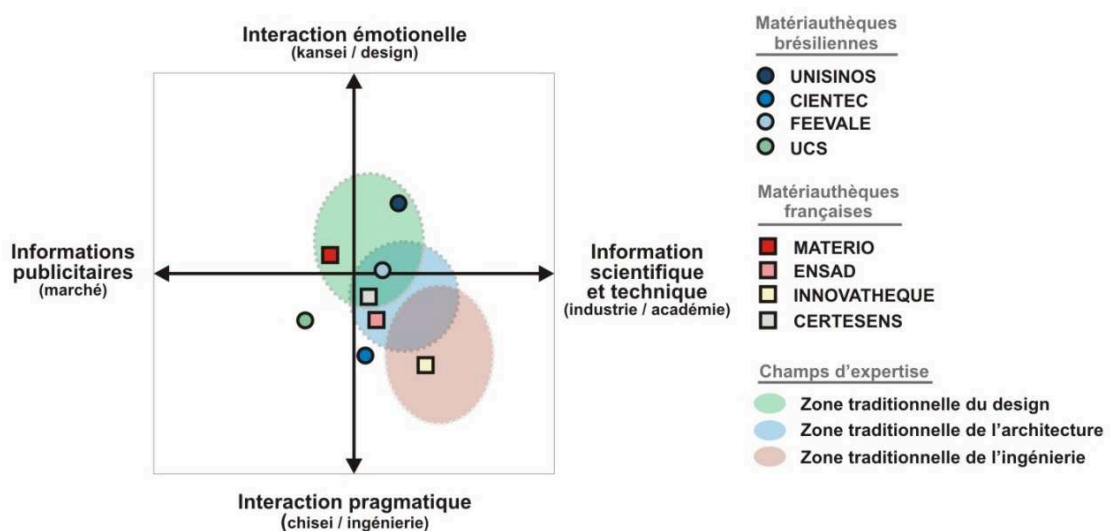 Interaction émotionelle
(kansei / design)
Informations
publicitaires
(marché)
Information
scientifique
et technique
(industrie / académie)
Interaction pragmatique
(chisei / ingénierie)
Matériauthèques
brésiliennes
UNISINOS
CIENTEC
FEEVALE
UCS
Matériauthèques
françaises
MATERIO
ENSAD
INNOVATHEQUE
CERTESENS
Champs d'expertise
Zone traditionnelle du design
Zone traditionnelle de l'architecture
Zone traditionnelle de l'ingénierie